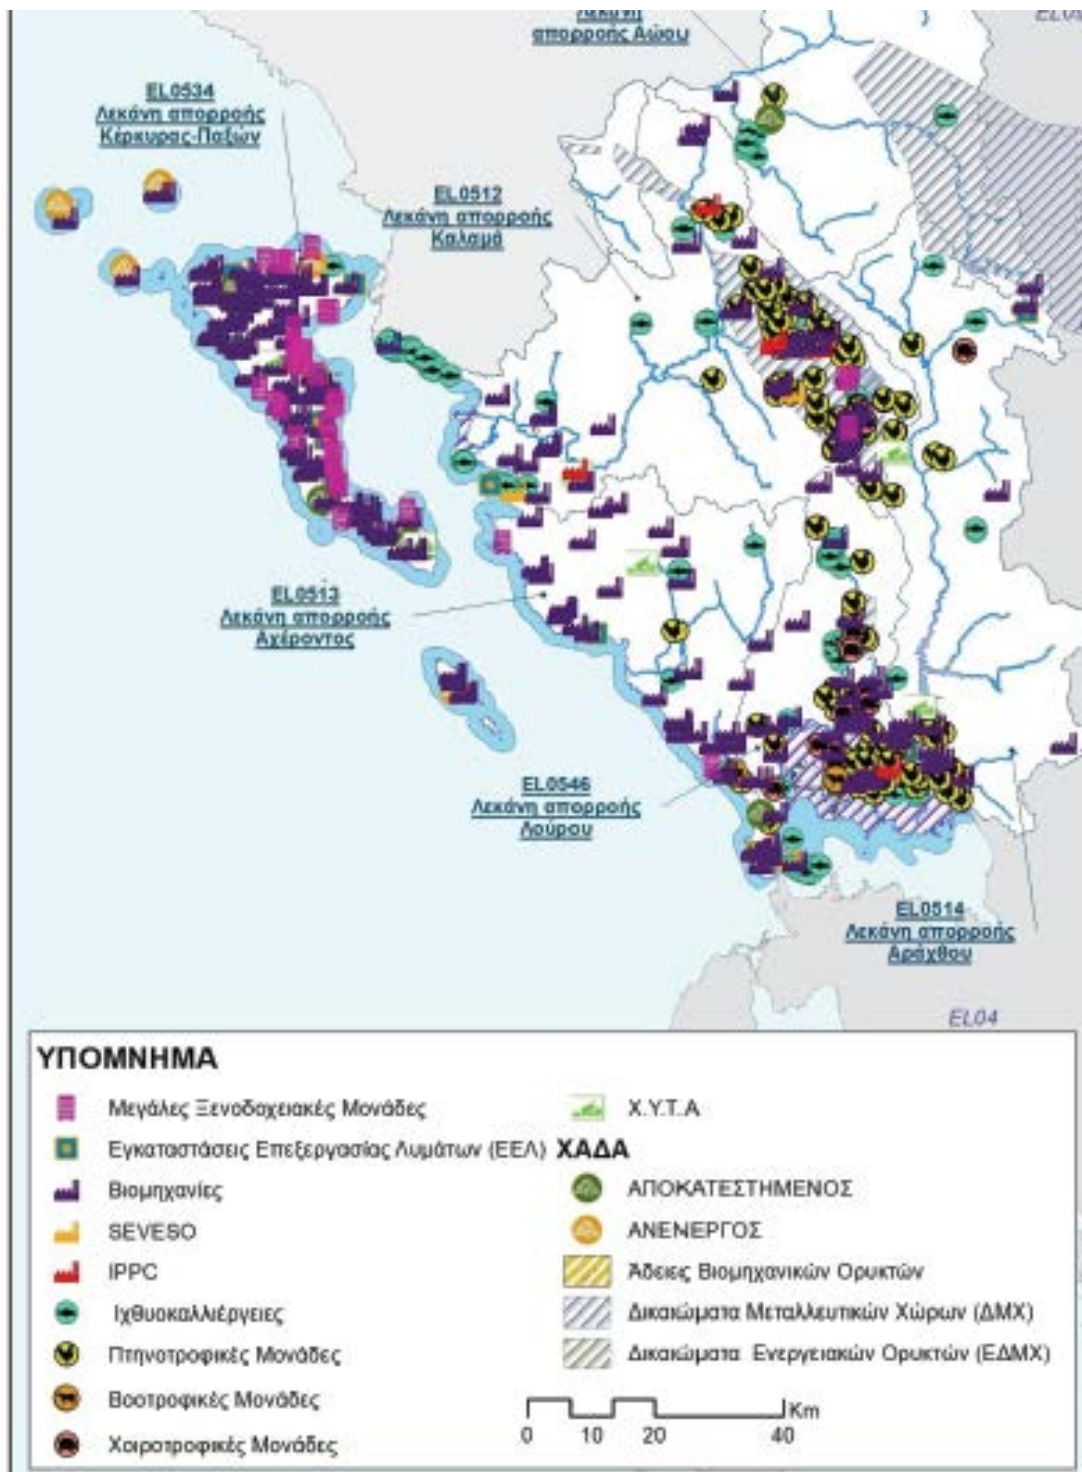 Λεκάνη
απορροής Αώου
EL0534
Λεκάνη απορροής
Κέρκυρας-Παξών
EL0512
Λεκάνη απορροής
Καλαμά
EL0513
Λεκάνη απορροής
Αχέροντος
EL0546
Λεκάνη απορροής
Λούρου
EL0514
Λεκάνη απορροής
Αράχθου
EL04
ΥΠΟΜΝΗΜΑ
Μεγάλες Ξενοδοχειακές Μονάδες
Εγκαταστάσεις Επεξεργασίας Λυμάτων (ΕΕΛ)
Βιομηχανίες
SEVESO
IPPC
Ιχθυοκαλλιέργειες
Πτηνοτροφικές Μονάδες
Βοοτροφικές Μονάδες
Χοιροτροφικές Μονάδες
Χ.Υ.Τ.Α
ΧΑΔΑ
ΑΠΟΚΑΤΕΣΤΗΜΕΝΟΣ
ΑΝΕΝΕΡΓΟΣ
Άδειες Βιομηχανικών Ορυκτών
Δικαιώματα Μεταλλευτικών Χώρων (ΔΜΧ)
Δικαιώματα Ενεργειακών Ορυκτών (ΕΔΜΧ)
Km
0 10 20 40